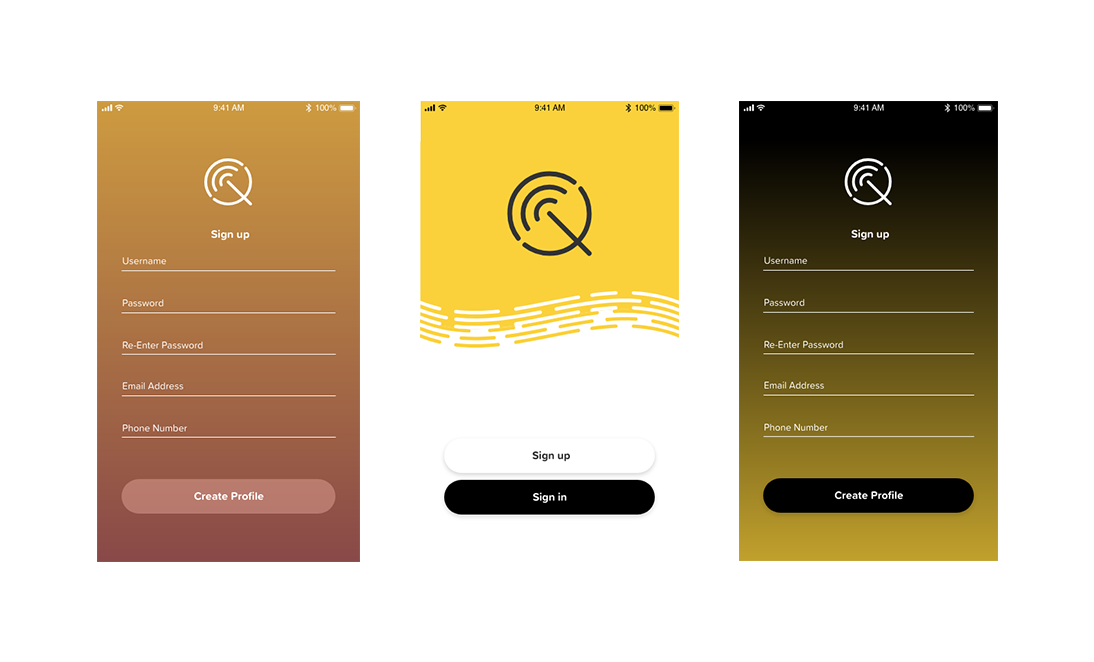 9:41 AM
100%
Sign up
Username
Password
Re-Enter Password
Email Address
Phone Number
Create Profile
9:41 AM
100%
Sign up
Sign in
9:41 AM
100%
Sign up
Username
Password
Re-Enter Password
Email Address
Phone Number
Create Profile